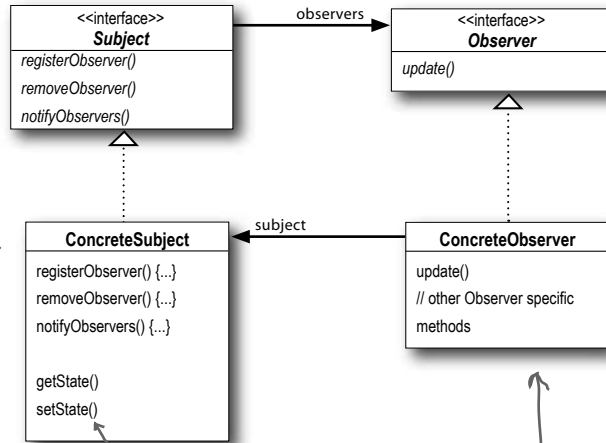 <<interface>>
Subject
registerObserver()
removeObserver()
notifyObservers()
observers
<<interface>>
Observer
update()
subject
ConcreteSubject
registerObserver() {...}
removeObserver() {...}
notifyObservers() {...}
getState()
setState()
ConcreteObserver
update()
// other Observer specific
methods